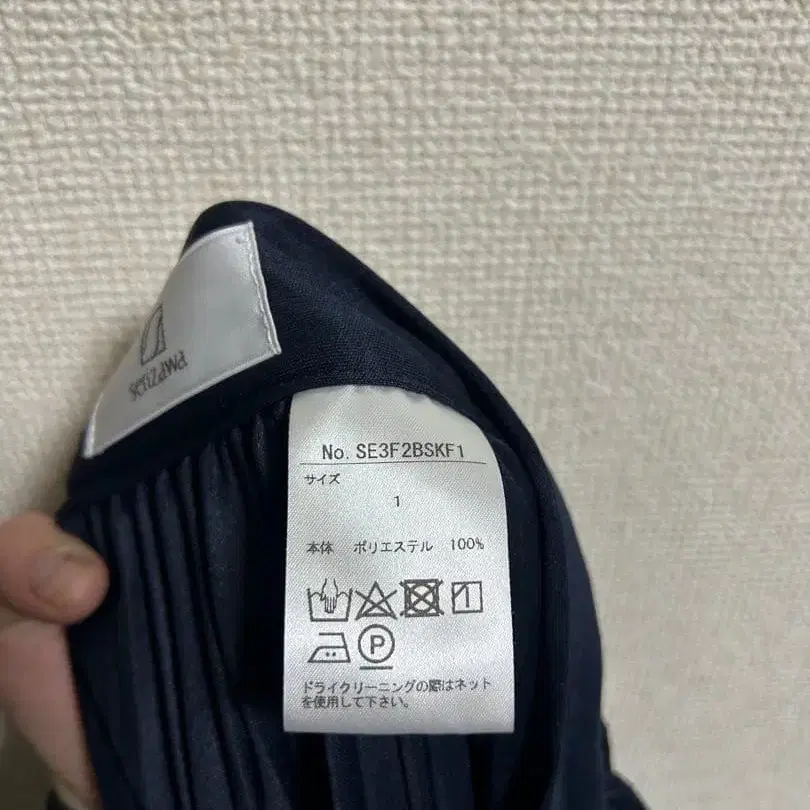 serizawa
No. SE3F2BSKF1
サイズ
1
本体 ポリエステル 100%
P
ドライクリーニングの際はネット
を使用して下さい。